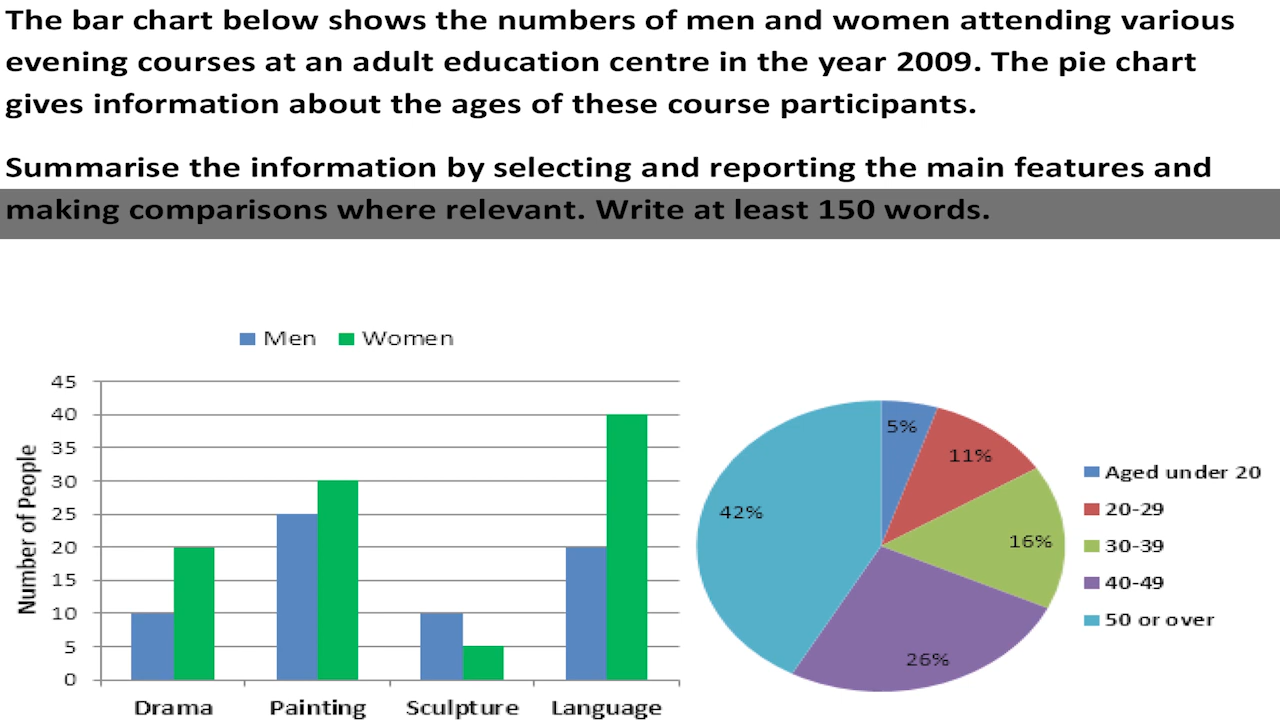 The bar chart below shows the numbers of men and women attending various
evening courses at an adult education centre in the year 2009. The pie chart
gives information about the ages of these course participants.
Summarise the information by selecting and reporting the main features and
making comparisons where relevant. Write at least 150 words.
Men Women
45
40
35
30
25
20
15
10
5
0
Number of People
Drama Painting Sculpture Language
5%
11%
16%
26%
42%
Aged under 20
20-29
30-39
40-49
50 or over